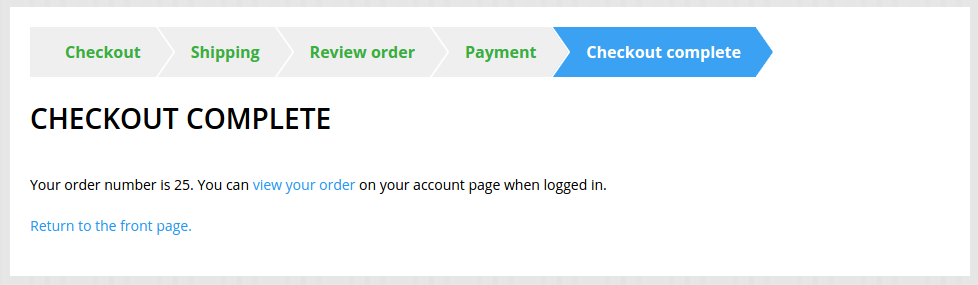 Checkout Shipping Review order Payment Checkout complete
CHECKOUT COMPLETE
Your order number is 25. You can view your order on your account page when logged in.
Return to the front page.